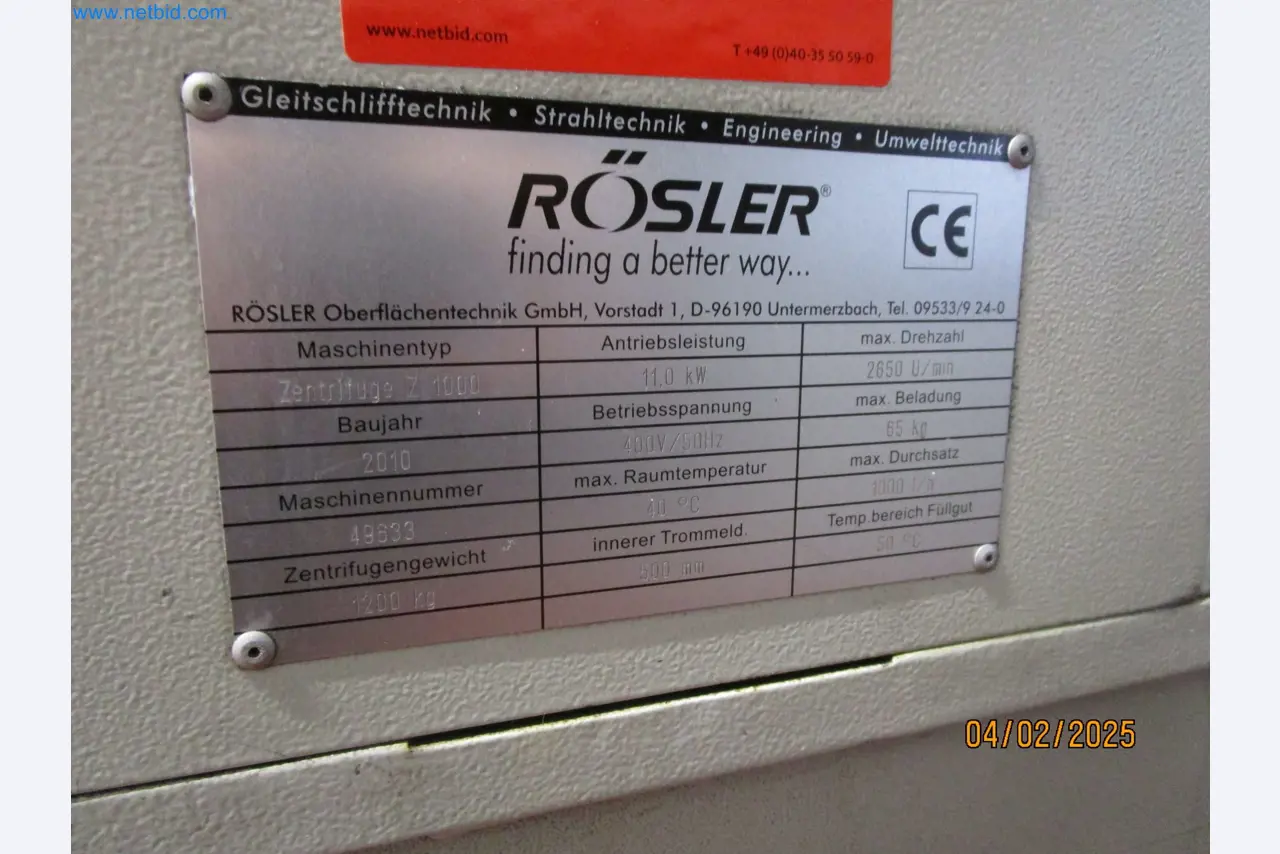 www.netbid.com
www.netbid.com
T +49 (0)40-35 50 59-0
Gleitschlifftechnik • Strahltechnik • Engineering • Umwelttechnik
RÖSLER®
finding a better way...
CE
RÖSLER Oberflächentechnik GmbH, Vorstadt 1, D-96190 Untermerzbach, Tel. 09533/9 24-0
Maschinentyp
Zentrifuge Z 1000
Baujahr
2010
Maschinennummer
49633
Zentrifugengewicht
1200 kg
Antriebsleistung
11,0 kW
Betriebsspannung
400V/50Hz
max. Raumtemperatur
40 °C
innerer Trommeld.
500 mm
max. Drehzahl
2650 U/min
max. Beladung
65 kg
max. Durchsatz
1000 l/h
Temp.bereich Füllgut
50 °C
04/02/2025